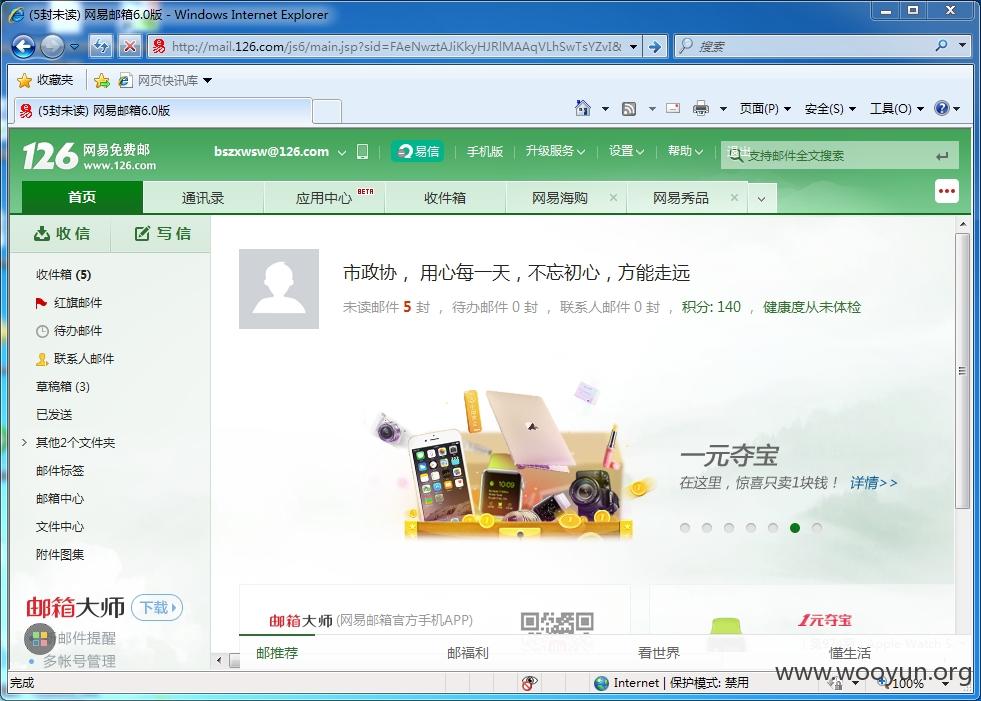 (5封未读) 网易邮箱6.0版 - Windows Internet Explorer
http://mail.126.com/js6/main.jsp?sid=FAeNwztAJiKkyHJRlMAAqVLhSwTsYZvI&
搜索
收藏夹 网页快讯库
(5封未读) 网易邮箱6.0版
页面(P) 安全(S) 工具(O)
126 网易免费邮
www.126.com
bszxwsw@126.com 易信 手机版 升级服务 设置 帮助 退出
支持邮件全文搜索
首页 通讯录 应用中心 BETA 收件箱 网易海购 网易秀品
收信 写信
收件箱 (5)
红旗邮件
待办邮件
联系人邮件
草稿箱 (3)
已发送
其他2个文件夹
邮件标签
邮箱中心
文件中心
附件图集
邮箱大师 下载
邮件提醒
多帐号管理
市政协 , 用心每一天,不忘初心,方能走远
未读邮件 5 封 , 待办邮件 0 封 , 联系人邮件 0 封 , 积分: 140 , 健康度从未体检
一元夺宝
在这里,惊喜只卖1块钱! 详情>>
邮箱大师 (网易邮箱官方手机APP)
1元夺宝
邮推荐 邮福利 看世界 懂生活
www.wooyun.org
完成
Internet | 保护模式: 禁用
100%